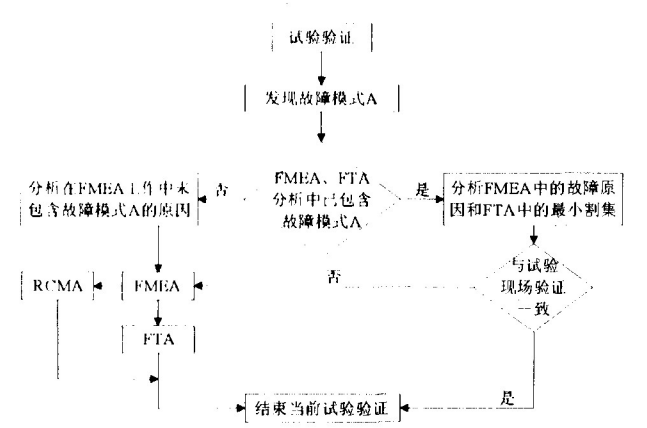 试验验证
发现故障模式A
FMEA、FTA
分析中已包含
故障模式A
否
是
分析在FMEA工作中未
包含故障模式A的原因
分析FMEA中的故障原
因和FTA中的最小割集
与试验
现场验证
一致
否
RCMA
FMEA
FTA
是
结束当前试验验证